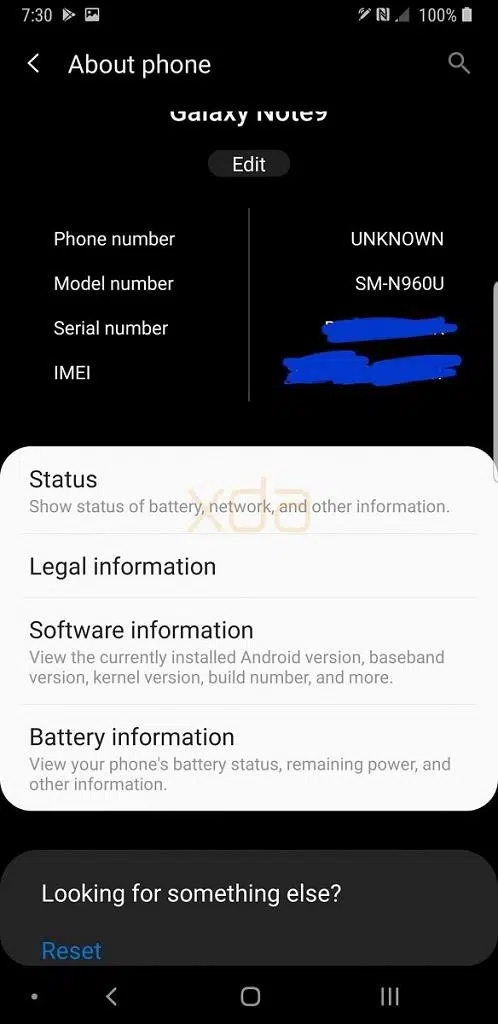 7:30
100%
About phone
Galaxy Note9
Edit
Phone number
UNKNOWN
Model number
SM-N960U
Serial number
IMEI
Status
Show status of battery, network, and other information.
xda
Legal information
Software information
View the currently installed Android version, baseband
version, kernel version, build number, and more.
Battery information
View your phone's battery status, remaining power, and
other information.
Looking for something else?
Reset